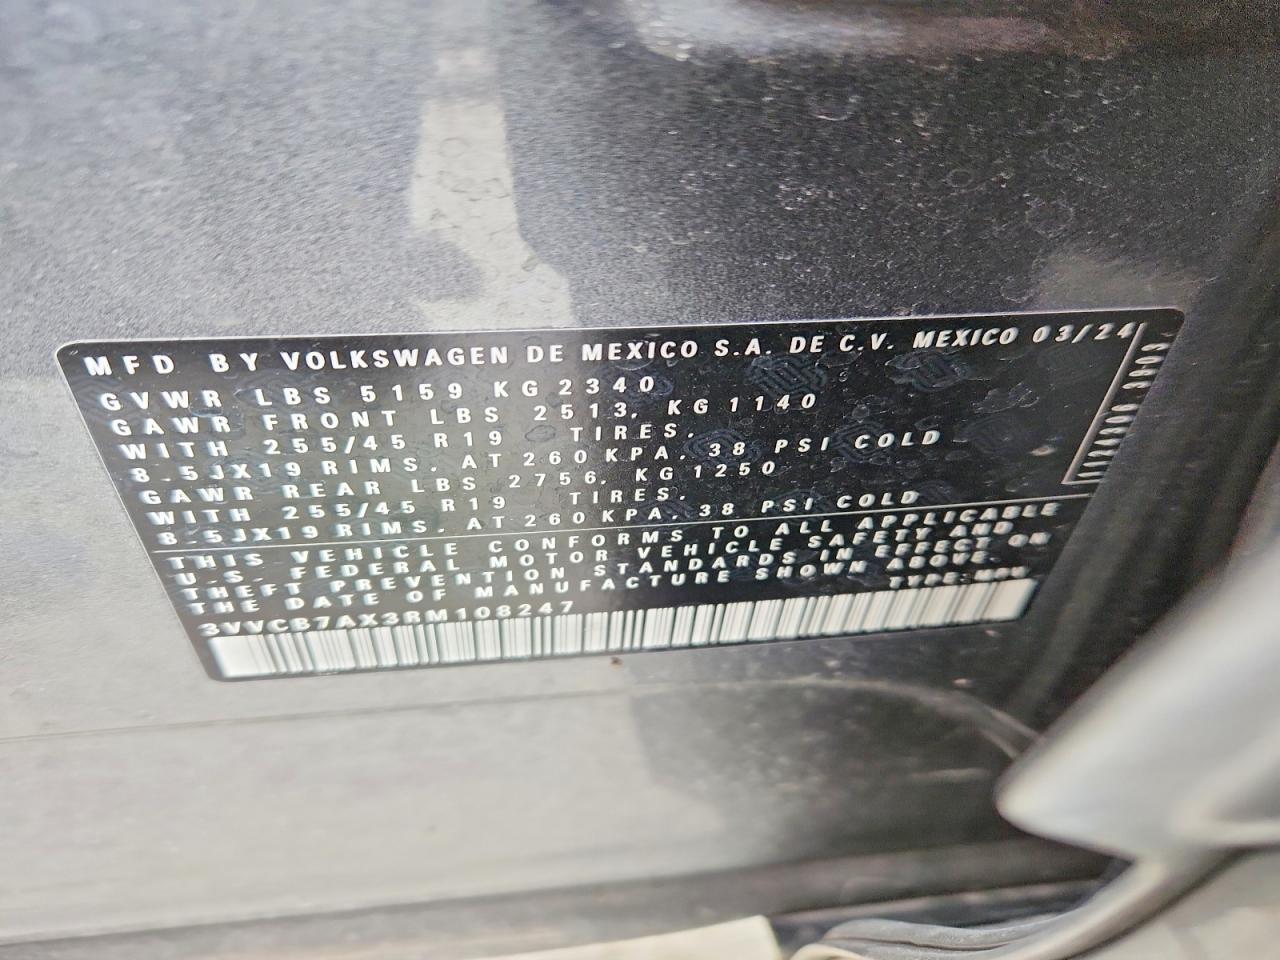 MFD BY VOLKSWAGEN DE MEXICO S.A. DE C.V. MEXICO 03/24
GVWR LBS 5159 KG 2340
GAWR FRONT LBS 2513. KG 1140
WITH 255/45 R19 TIRES.
8.5JX19 RIMS. AT 260 KPA. 38 PSI COLD
GAWR REAR LBS 2756. KG 1250
WITH 255/45 R19 TIRES.
8.5JX19 RIMS. AT 260 KPA. 38 PSI COLD
THIS VEHICLE CONFORMS TO ALL APPLICABLE
U.S. FEDERAL MOTOR VEHICLE SAFETY AND
THEFT PREVENTION STANDARDS IN EFFECT ON
THE DATE OF MANUFACTURE SHOWN ABOVE.
3VVCB7AX3RM108247 TYPE: MPV